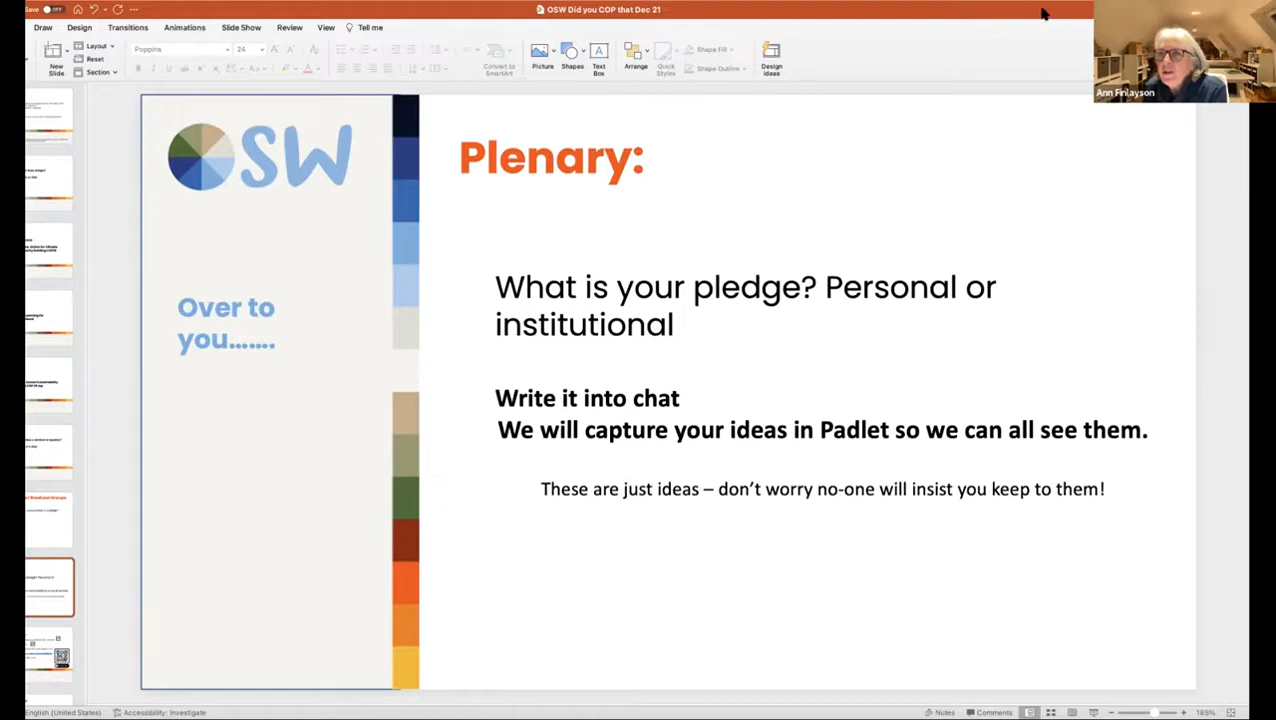 Save OFF
OSW Did you COP that Dec 21
Draw Design Transitions Animations Slide Show Review View Tell me
New Slide
Layout
Reset
Section
Poppins 24
Convert to SmartArt
Picture
Shapes
Text Box
Arrange
Quick Styles
Shape Fill
Shape Outline
Design Ideas
Ann Finlayson
OSW
Over to
you.......
Plenary:
What is your pledge? Personal or
institutional
Write it into chat
We will capture your ideas in Padlet so we can all see them.
These are just ideas – don't worry no-one will insist you keep to them!
English (United States) Accessibility: Investigate Notes Comments 185%